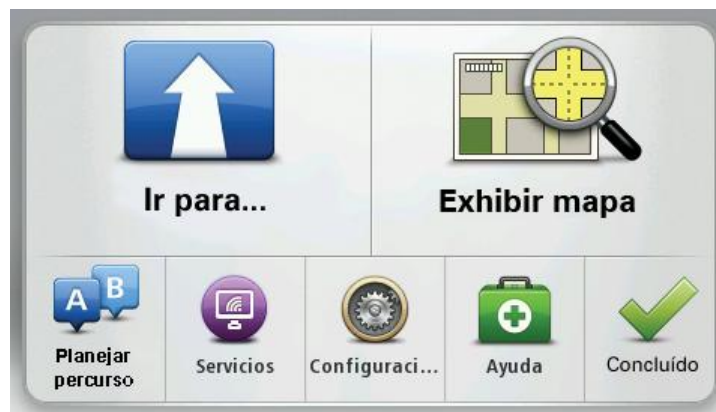 Ir para...
Exhibir mapa
A B
Planejar
percurso
Servicios
Configuraci...
Ayuda
Concluído